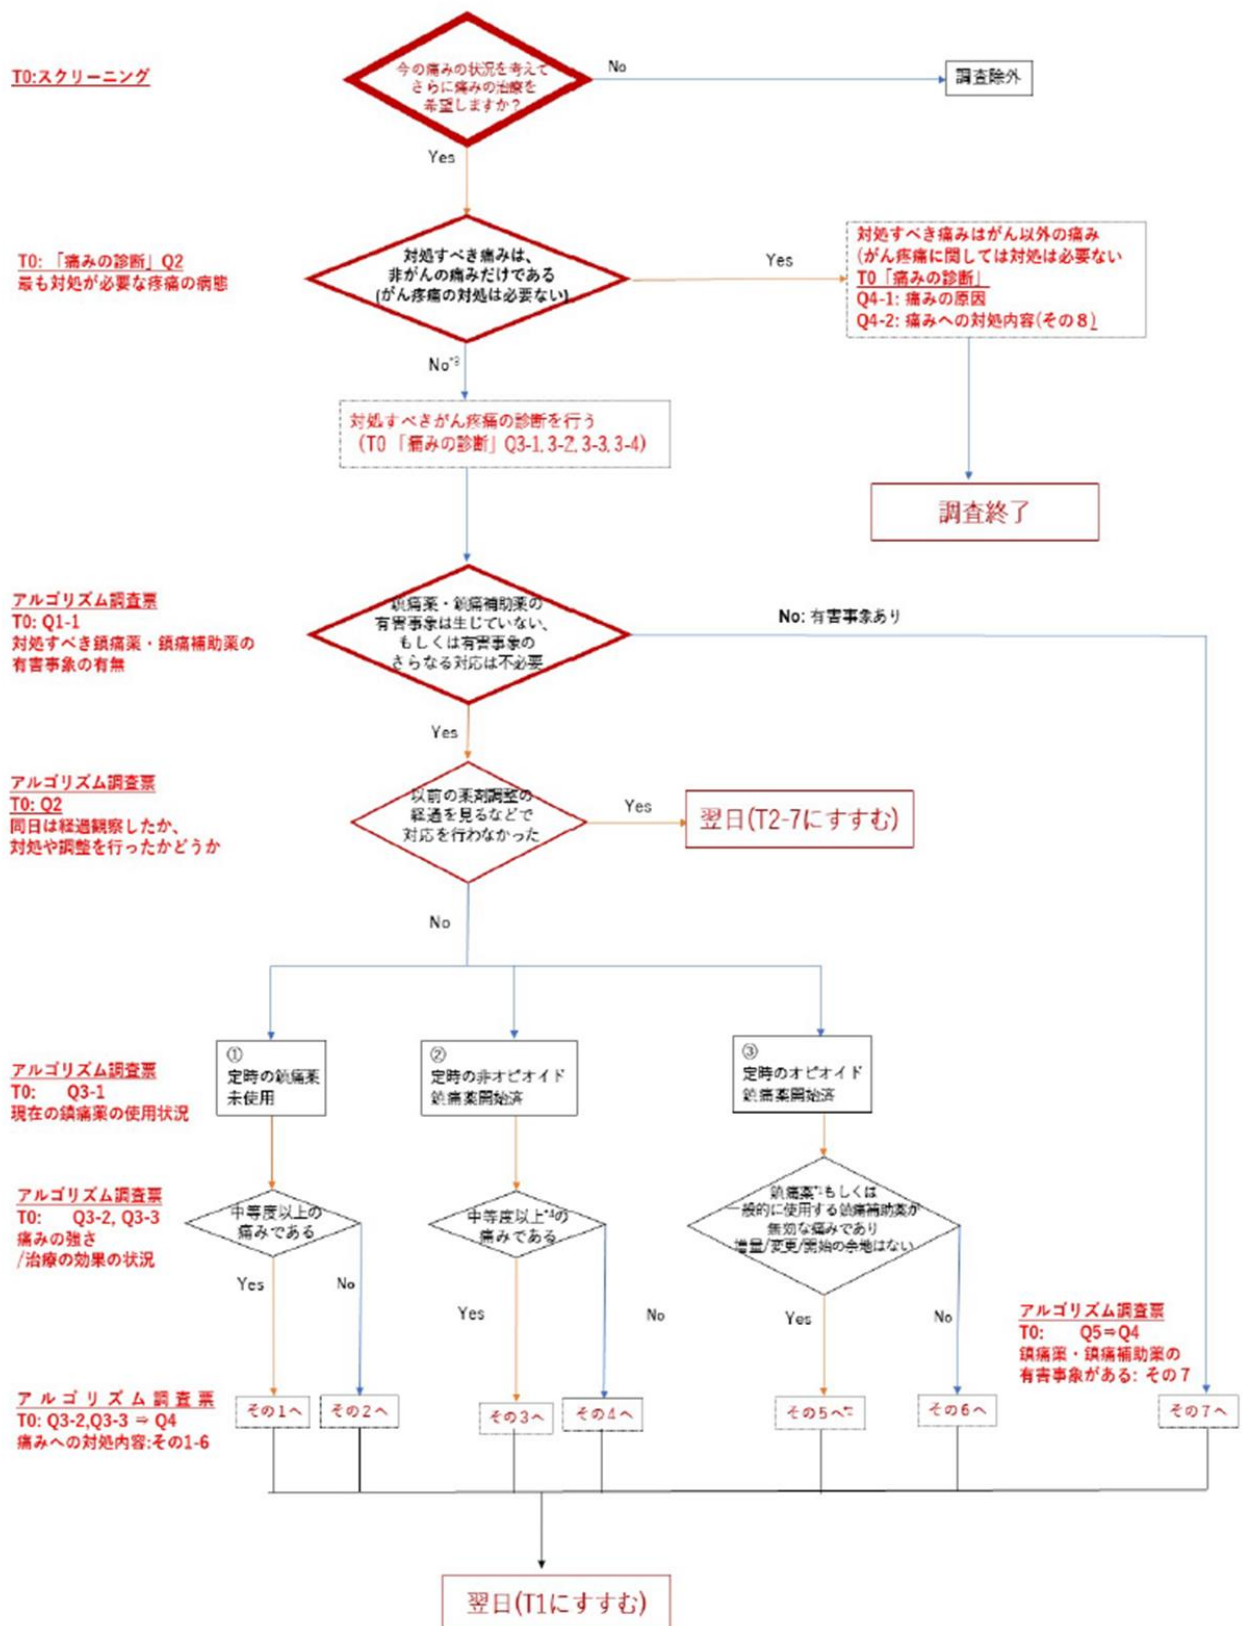 T0:スクリーニング
今の痛みの状況を考えて
さらに痛みの治療を
希望しますか?
No
調査除外
Yes
T0: 「痛みの診断」Q2
最も対処が必要な疼痛の病態
対処すべき痛みは、
非がんの痛みだけである
(がん疼痛の対処は必要ない)
Yes
対処すべき痛みはがん以外の痛み
(がん疼痛に関しては対処は必要ない
T0「痛みの診断」
Q4-1: 痛みの原因
Q4-2: 痛みへの対処内容(その8)
No*3
対処すべきがん疼痛の診断を行う
(T0 「痛みの診断」Q3-1, 3-2, 3-3, 3-4)
調査終了
アルゴリズム調査票
T0: Q1-1
対処すべき鎮痛薬・鎮痛補助薬の
有害事象の有無
鎮痛薬・鎮痛補助薬の
有害事象は生じていない、
もしくは有害事象の
さらなる対応は不必要
No: 有害事象あり
Yes
アルゴリズム調査票
T0: Q2
同日は経過観察したか、
対処や調整を行ったかどうか
以前の薬剤調整の
経過を見るなどで
対応を行わなかった
Yes
翌日(T2-7にすすむ)
No
アルゴリズム調査票
T0: Q3-1
現在の鎮痛薬の使用状況
①
定時の鎮痛薬
未使用
②
定時の非オピオイド
鎮痛薬開始済
③
定時のオピオイド
鎮痛薬開始済
アルゴリズム調査票
T0: Q3-2, Q3-3
痛みの強さ
/治療の効果の状況
中等度以上の
痛みである
中等度以上*4の
痛みである
鎮痛薬*1もしくは
一般的に使用する鎮痛補助薬が
無効な痛みであり
増量/変更/開始の余地はない
Yes
No
Yes
No
Yes
No
アルゴリズム調査票
T0: Q5⇒Q4
鎮痛薬・鎮痛補助薬の
有害事象がある: その7
アルゴリズム調査票
T0: Q3-2,Q3-3 ⇒ Q4
痛みへの対処内容:その1-6
その1へ
その2へ
その3へ
その4へ
その5へ*2
その6へ
その7へ
翌日(T1にすすむ)